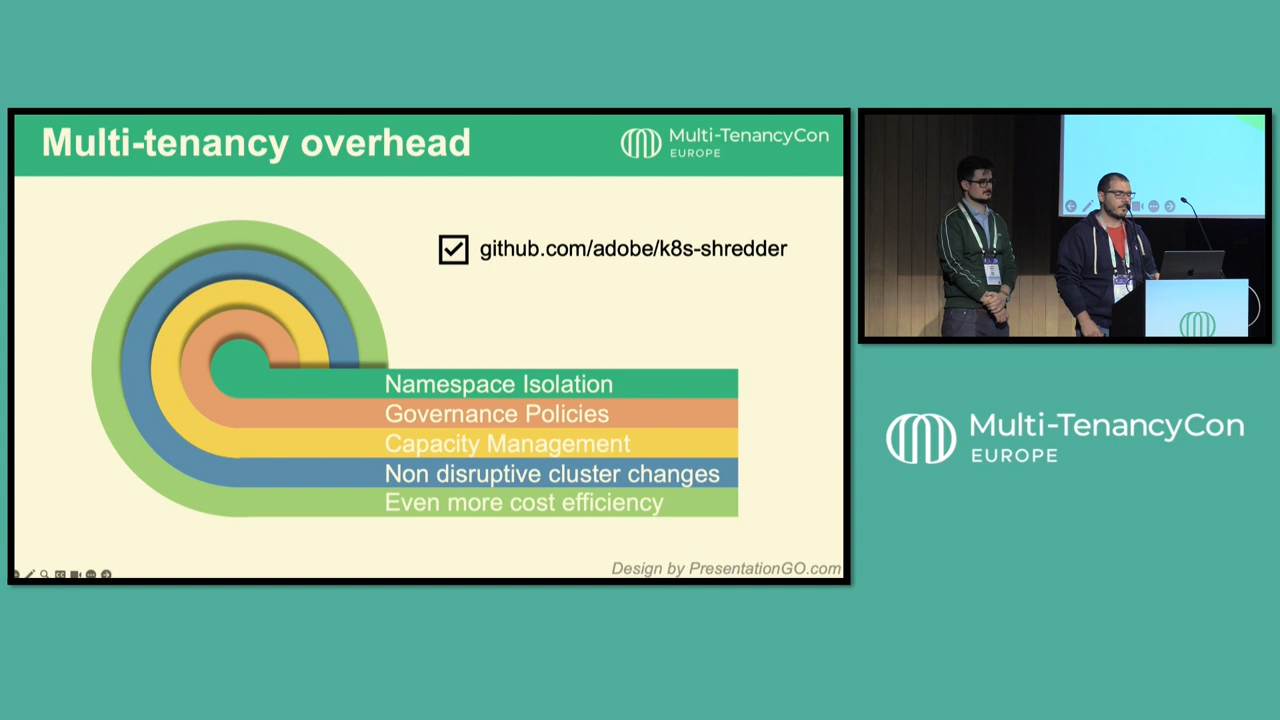 Multi-tenancy overhead
Multi-TenancyCon
EUROPE
github.com/adobe/k8s-shredder
Namespace Isolation
Governance Policies
Capacity Management
Non disruptive cluster changes
Even more cost efficiency
Design by PresentationGO.com
Multi-TenancyCon
EUROPE